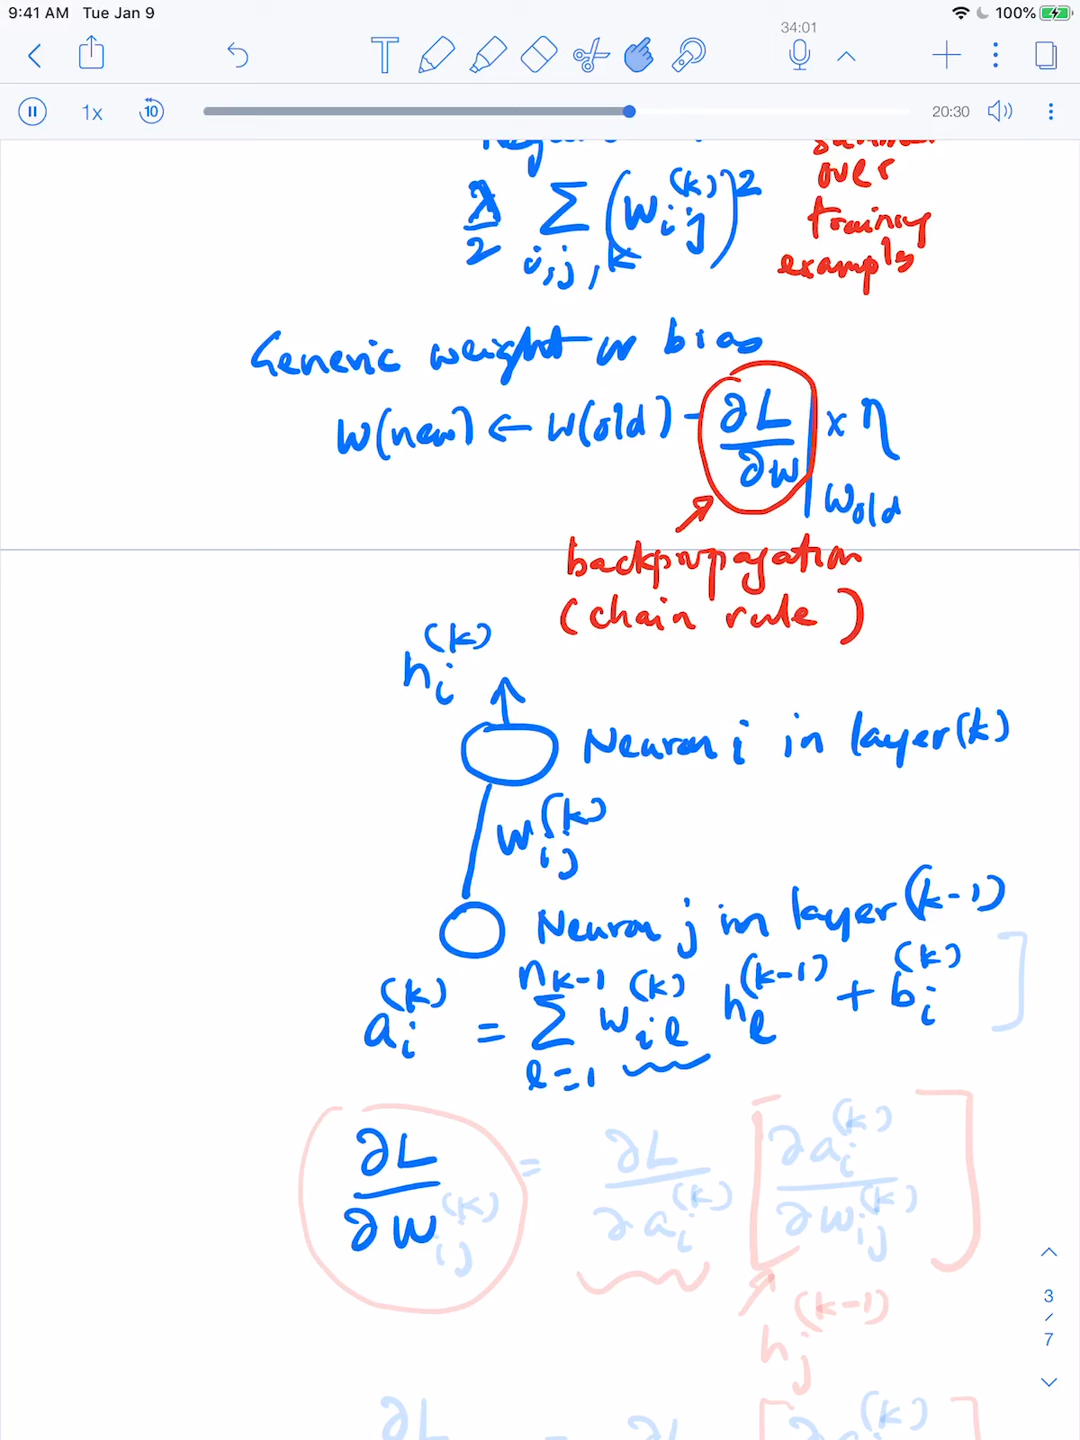 9:41 AM Tue Jan 9
100%
34:01
1x
10
20:30
over
training
examples
λ/2 Σ i,j,k (w_ij^(k))^2
Generic weight or bias
w(new) ← w(old) - ∂L/∂w | w_old × η
backpropagation
(chain rule)
h_i^(k)
Neuron i in layer (k)
w_ij^(k)
Neuron j in layer (k-1)
a_i^(k) = Σ_{l=1}^{n_{k-1}} w_il^(k) h_l^(k-1) + b_i^(k) ]
∂L/∂w_ij^(k) = ∂L/∂a_i^(k) [ ∂a_i^(k)/∂w_ij^(k) ]
h_j^(k-1)
3
/
7
∂L = ∂L [ ∂a_i^(k) ]